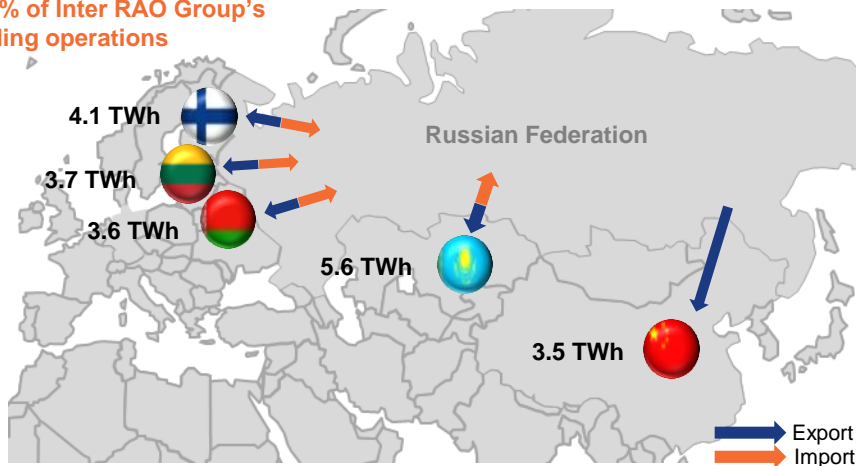 % of Inter RAO Group's
ling operations
4.1 TWh
Russian Federation
3.7 TWh
3.6 TWh
5.6 TWh
3.5 TWh
Export
Import